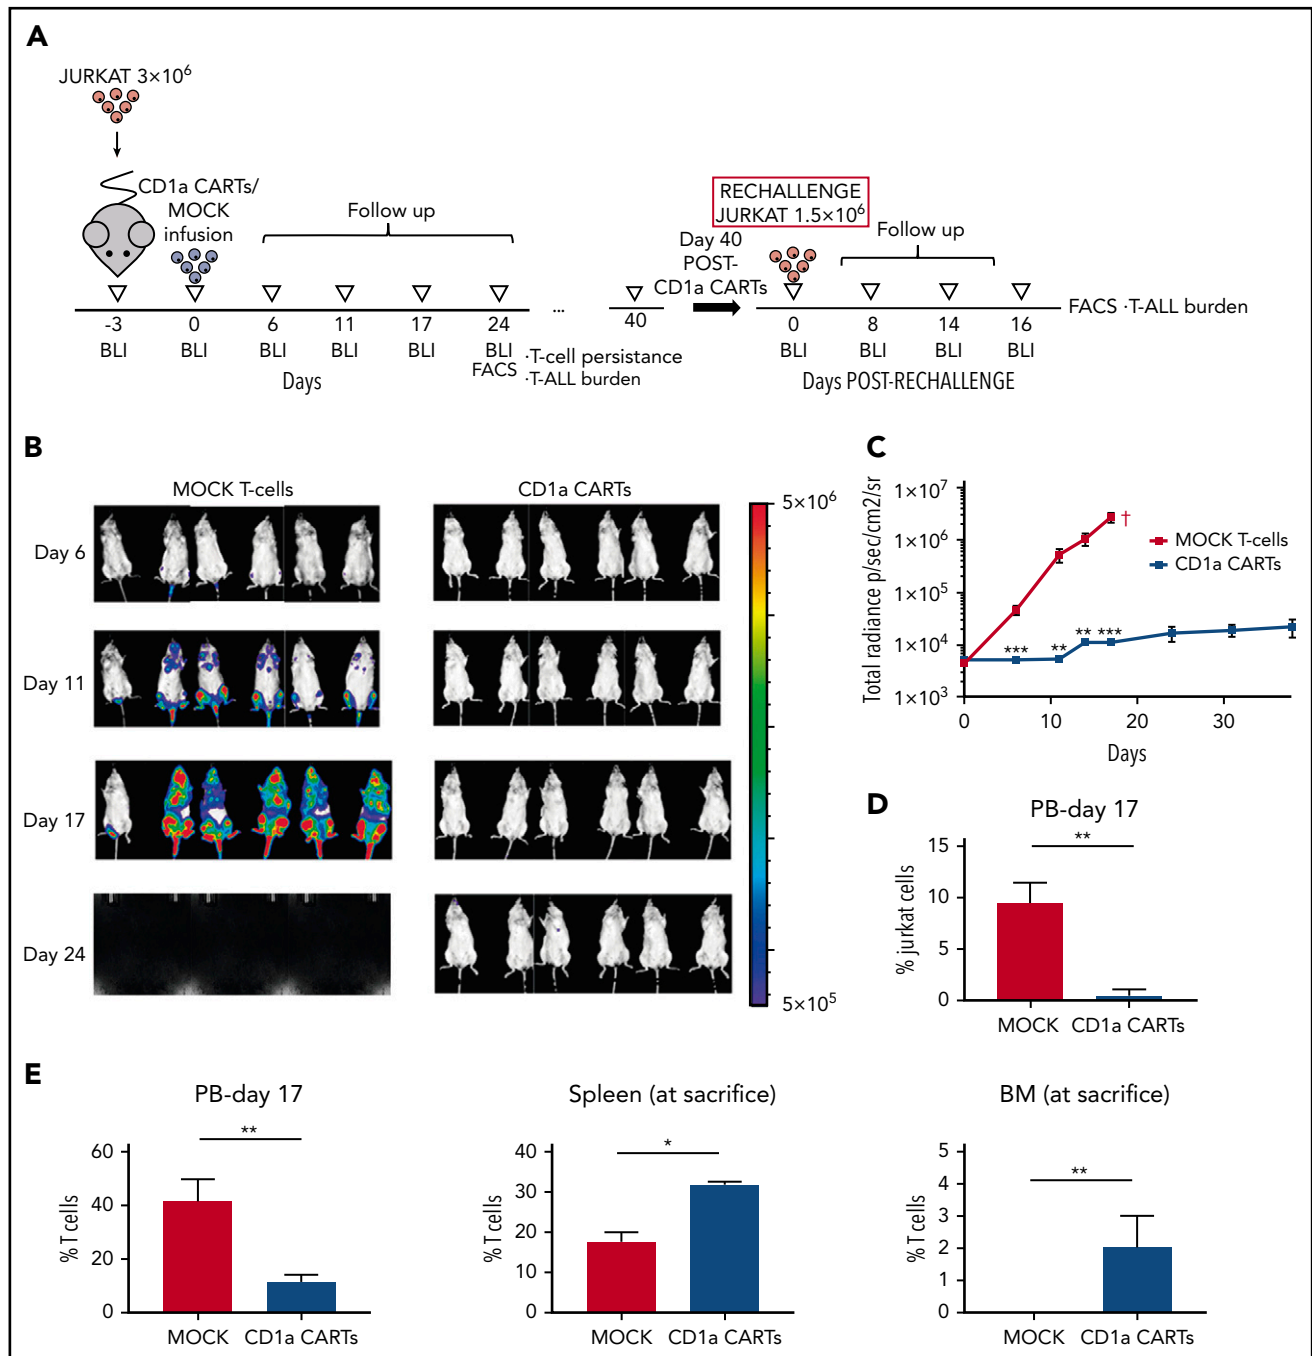 A
JURKAT 3×10⁶
CD1a CARTs/
MOCK
infusion
Follow up
RECHALLENGE
JURKAT 1.5×10⁶
Day 40
POST-
CD1a CARTs
Follow up
-3 0 6 11 17 24 ... 40
BLI BLI BLI BLI BLI BLI
FACS
·T-cell persistance
·T-ALL burden
Days
0 8 14 16
BLI BLI BLI BLI
FACS ·T-ALL burden
Days POST-RECHALLENGE
B
MOCK T-cells
CD1a CARTs
Day 6
Day 11
Day 17
Day 24
5×10⁶
5×10⁵
C
Total radiance p/sec/cm2/sr
1×10⁷
1×10⁶
1×10⁵
1×10⁴
1×10³
†
MOCK T-cells
CD1a CARTs
*** ** ** ***
0 10 20 30
Days
D
PB-day 17
**
% jurkat cells
15
10
5
0
MOCK CD1a CARTs
E
PB-day 17
**
% T cells
60
40
20
0
MOCK CD1a CARTs
Spleen (at sacrifice)
*
% T cells
40
30
20
10
0
MOCK CD1a CARTs
BM (at sacrifice)
**
% T cells
5
4
3
2
1
0
MOCK CD1a CARTs